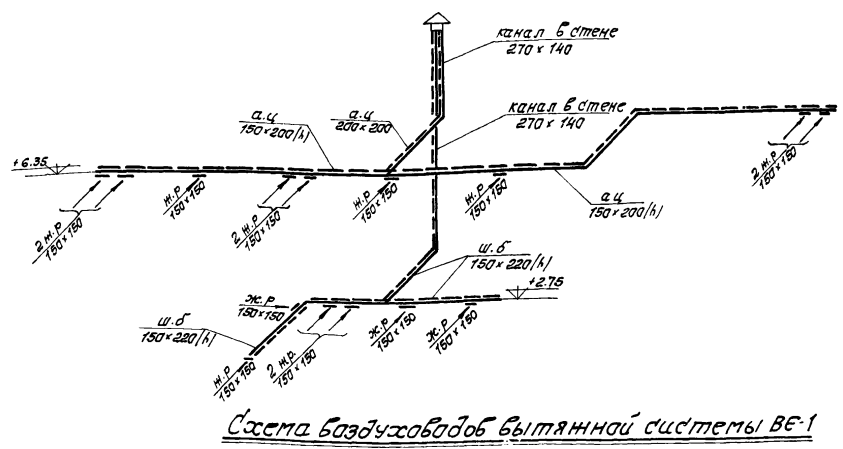 канал в стене
270×140
а.ц
150×200(h)
а.ц
200×200
канал в стене
270×140
+6.35
2 ж.р
150×150
ж.р
150×150
2 ж.р
150×150
ж.р
150×150
ж.р
150×150
а.ц
150×200(h)
2 ж.р
150×150
ш.б
150×220(h)
+2.75
ж.р
150×150
ш.б
150×220(h)
ж.р
150×150
2 ж.р.
150×150
ж.р
150×150
ж.р
150×150
Схема воздуховодов вытяжной системы ВЕ-1